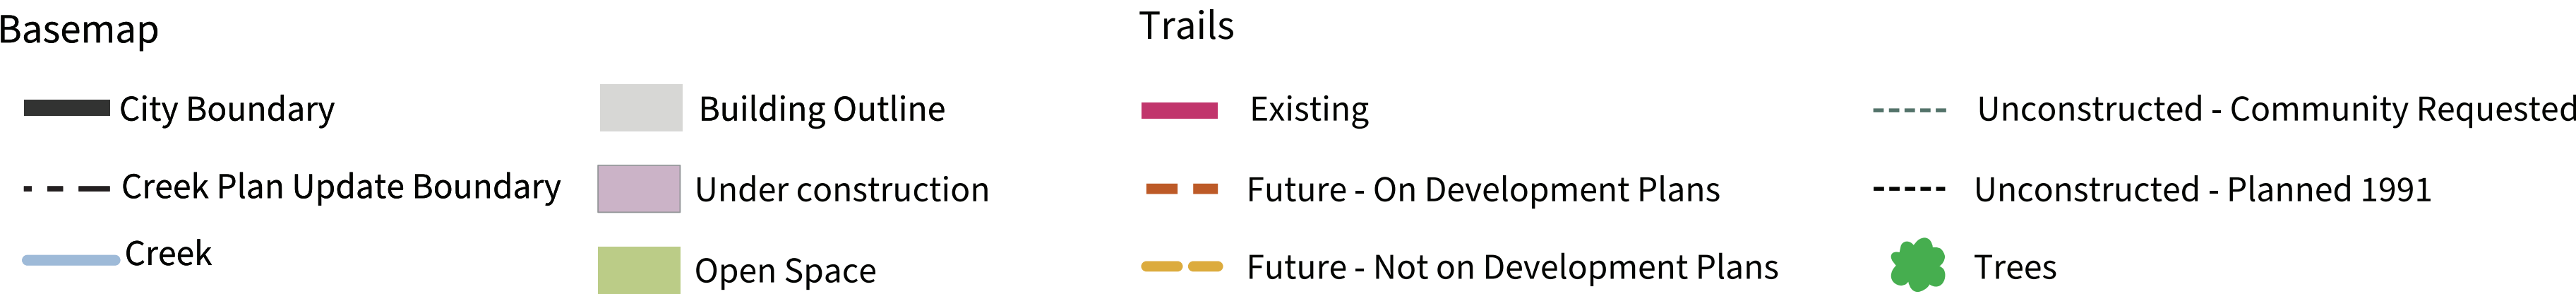 Basemap
City Boundary
Creek Plan Update Boundary
Creek
Building Outline
Under construction
Open Space
Trails
Existing
Future - On Development Plans
Future - Not on Development Plans
Unconstructed - Community Requested
Unconstructed - Planned 1991
Trees